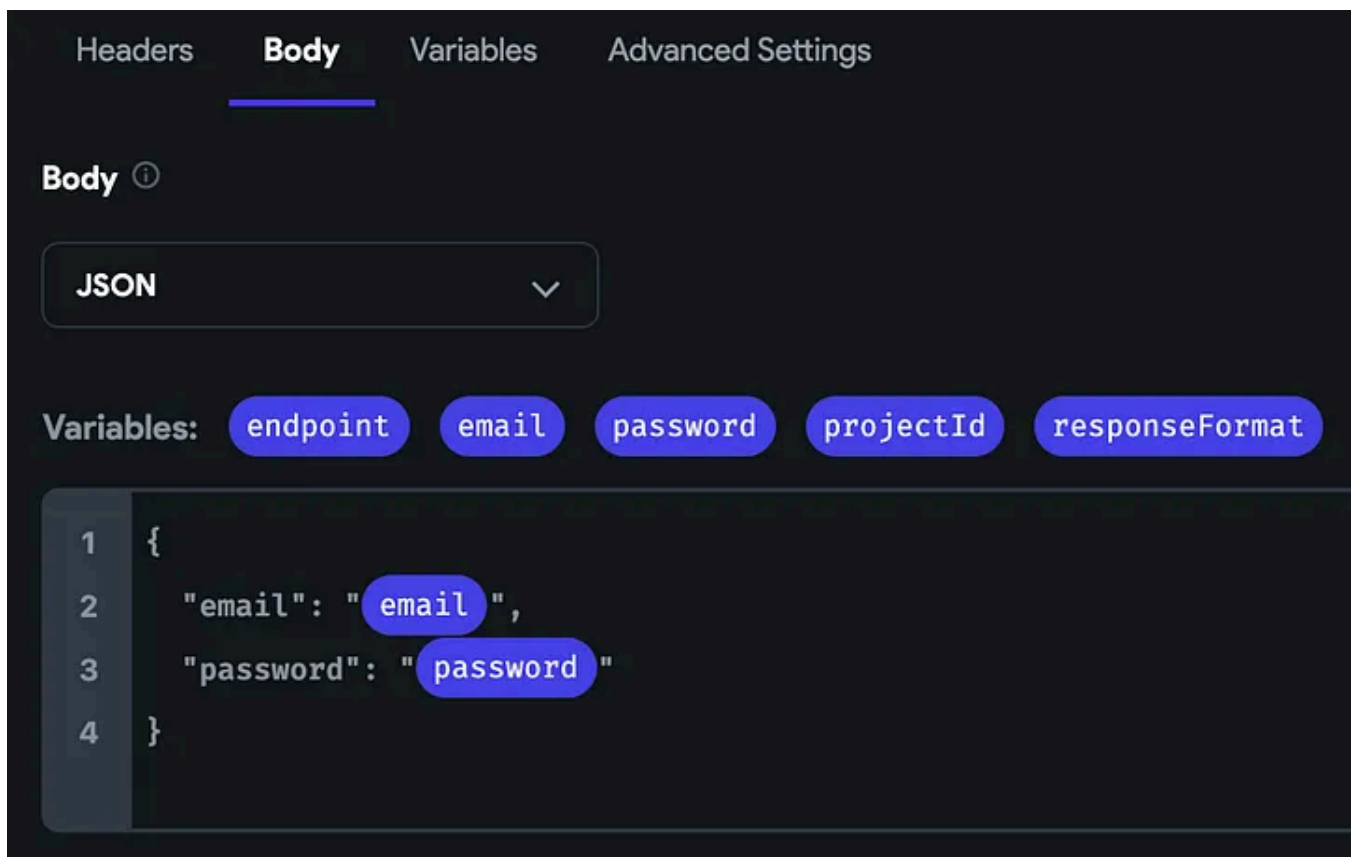 Headers Body Variables Advanced Settings
Body
JSON
Variables: endpoint email password projectId responseFormat
1 {
2 "email": "email",
3 "password": "password"
4 }